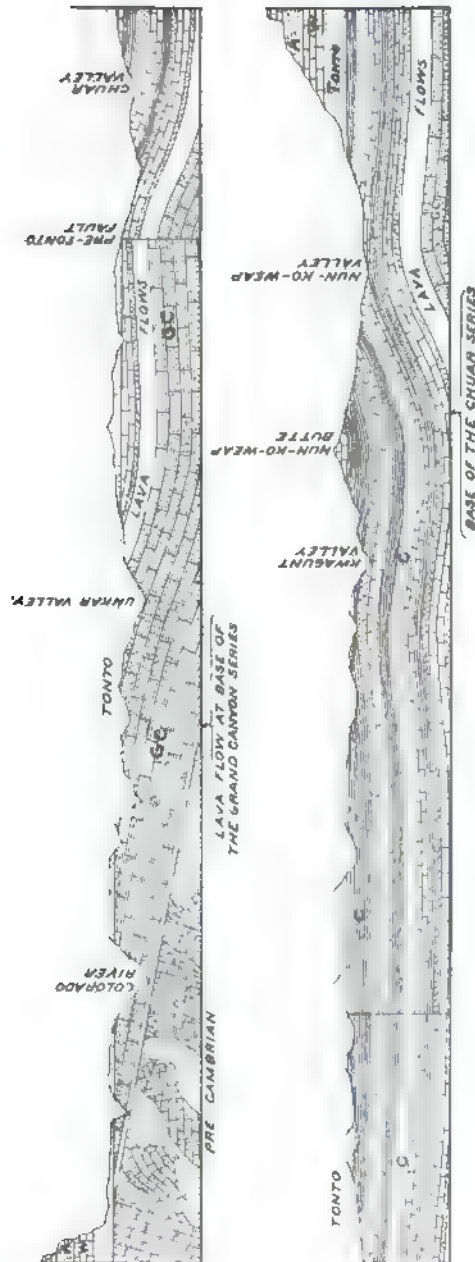 COLORADO
RIVER
PRE CAMBRIAN
TONTO
GC
LAVA FLOW AT BASE OF
THE GRAND CANYON SERIES
UNKAR VALLEY.
LAVA FLOWS
GC
PRE-TONTO
FAULT
CHUAR
VALLEY
TONTO
C
C
C
KWAGUNT
VALLEY
NUN-KO-WEAP
BUTTE
BASE OF THE CHUAR SERIES
NUN-KO-WEAP
VALLEY
LAVA FLOWS
Tonto